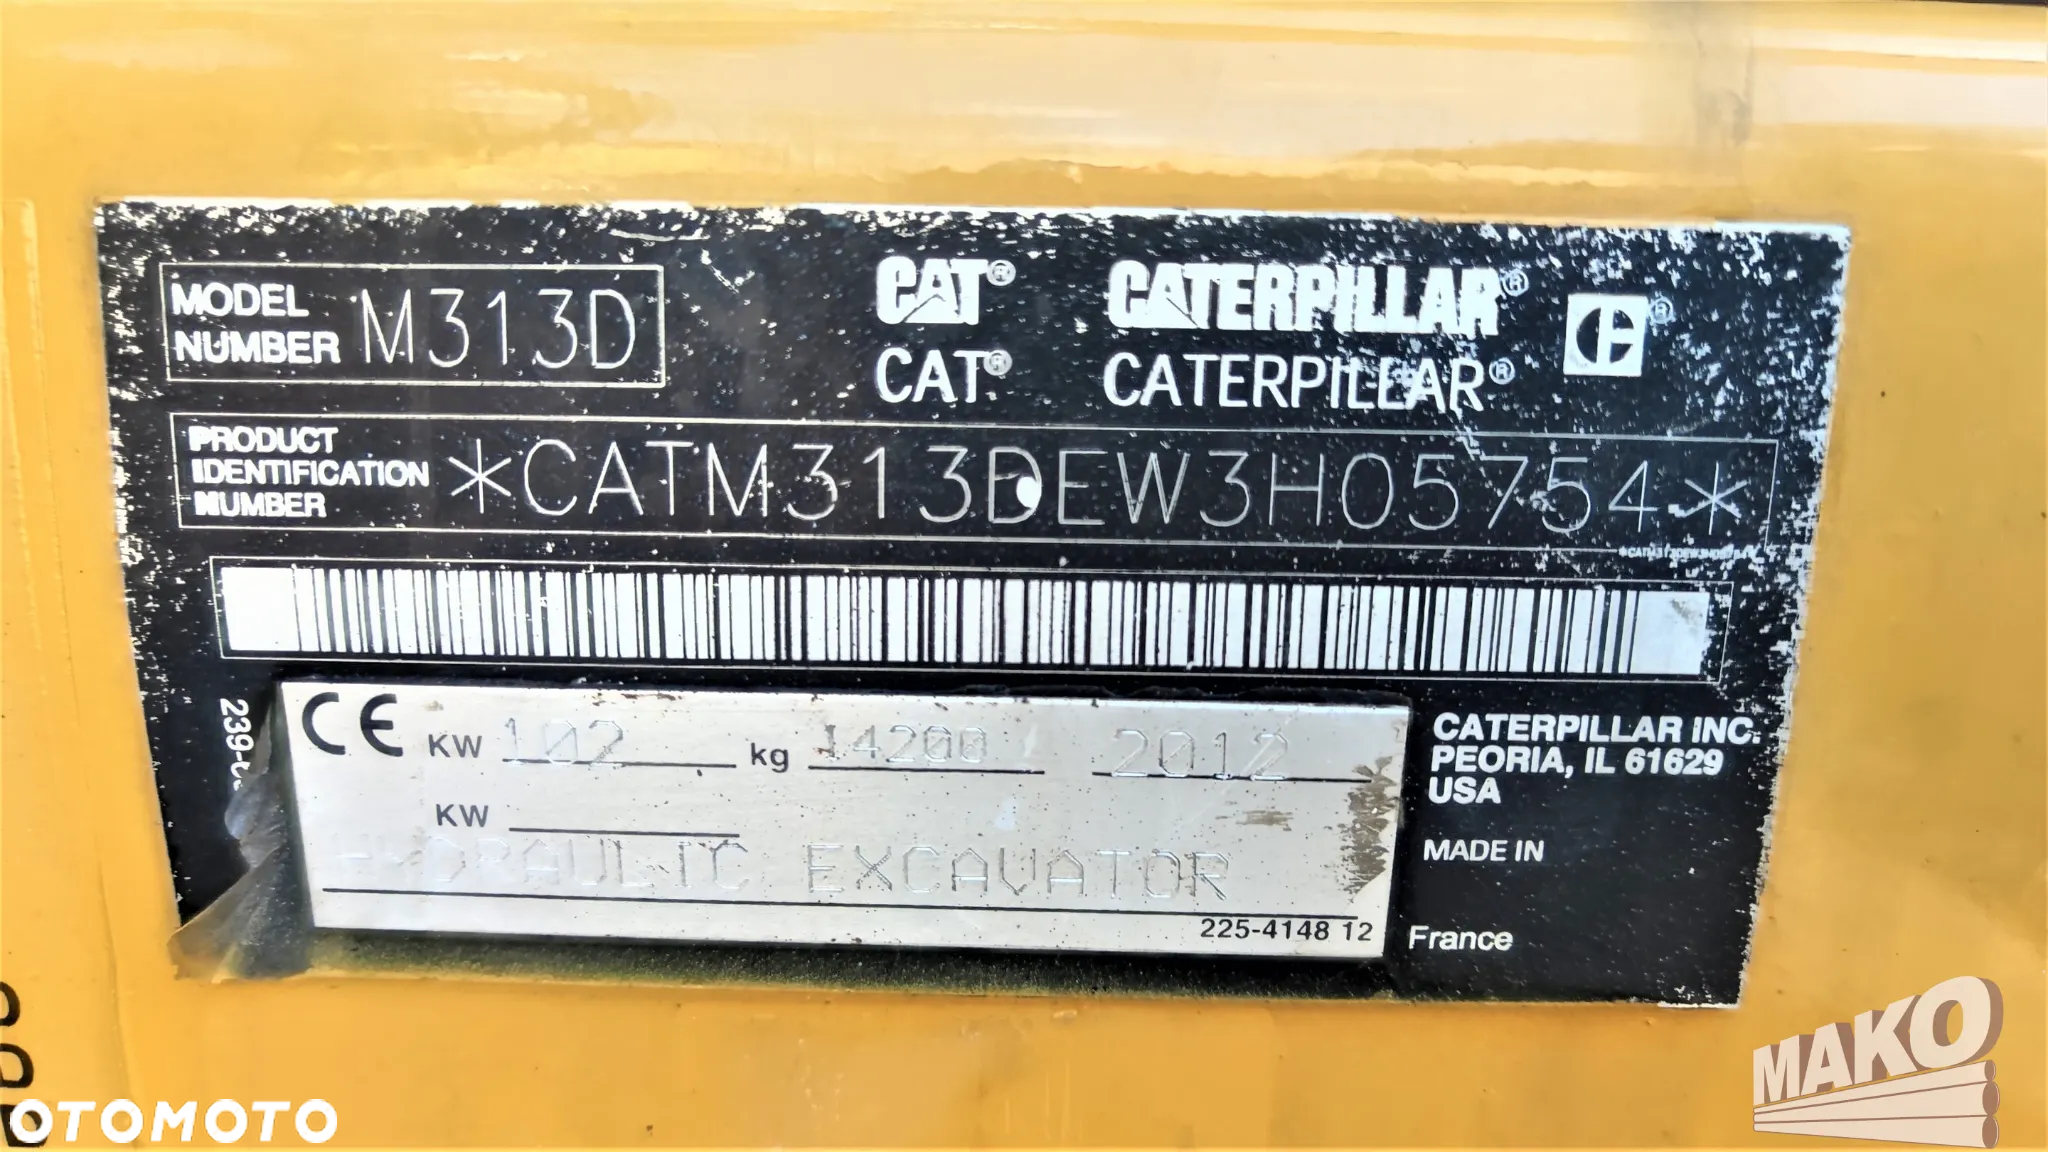 MODEL NUMBER M313D
CAT® CATERPILLAR®
CAT® CATERPILLAR®
PRODUCT IDENTIFICATION NUMBER *CATM313DEW3H05754*
*CATM313DEW3H05754*
CE KW 102 kg 14200 2012
KW
HYDRAULIC EXCAVATOR
225-4148 12
CATERPILLAR INC.
PEORIA, IL 61629
USA
MADE IN
France
OTOMOTO
MAKO